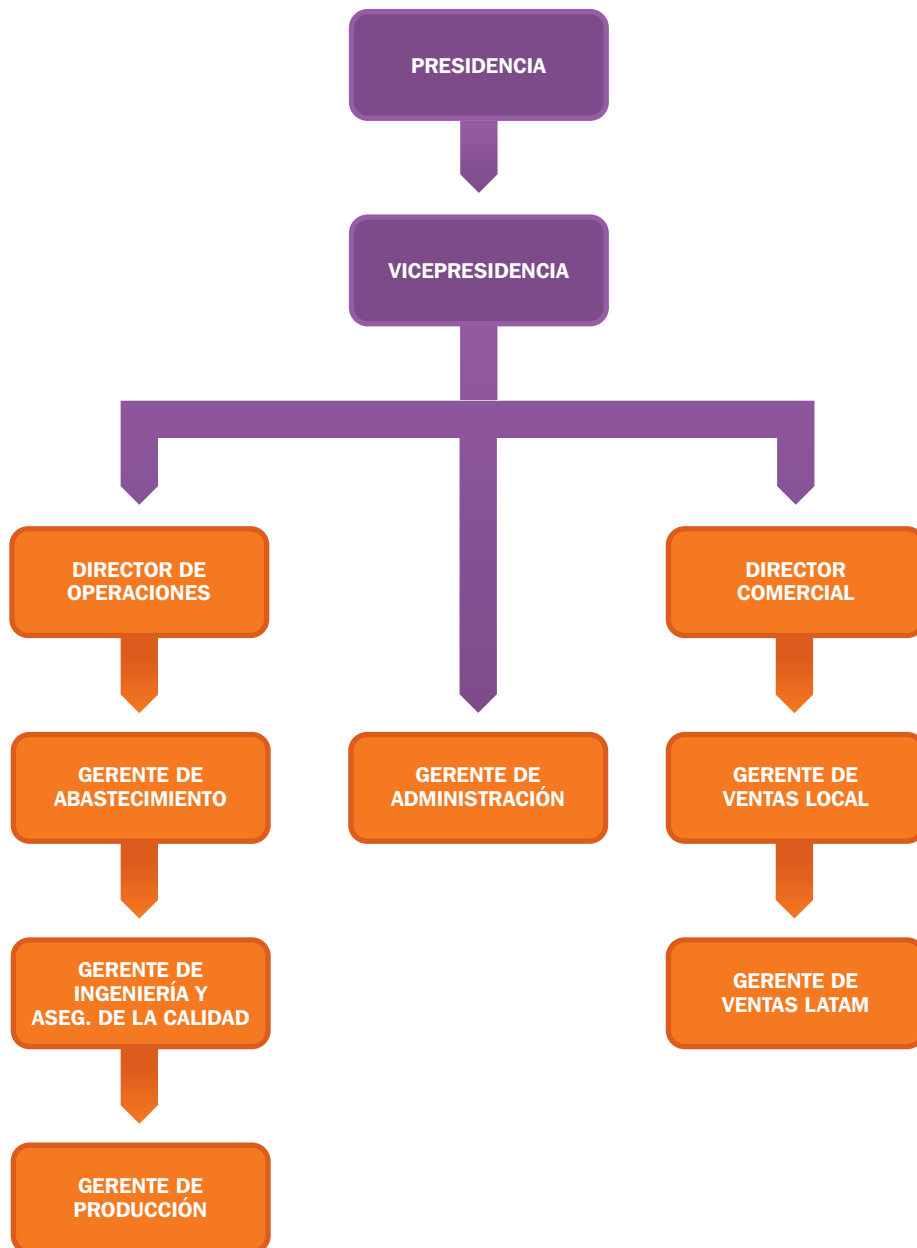 PRESIDENCIA
VICEPRESIDENCIA
DIRECTOR DE
OPERACIONES
DIRECTOR
COMERCIAL
GERENTE DE
ABASTECIMIENTO
GERENTE DE
ADMINISTRACIÓN
GERENTE DE
VENTAS LOCAL
GERENTE DE
INGENIERÍA Y
ASEG. DE LA CALIDAD
GERENTE DE
VENTAS LATAM
GERENTE DE
PRODUCCIÓN